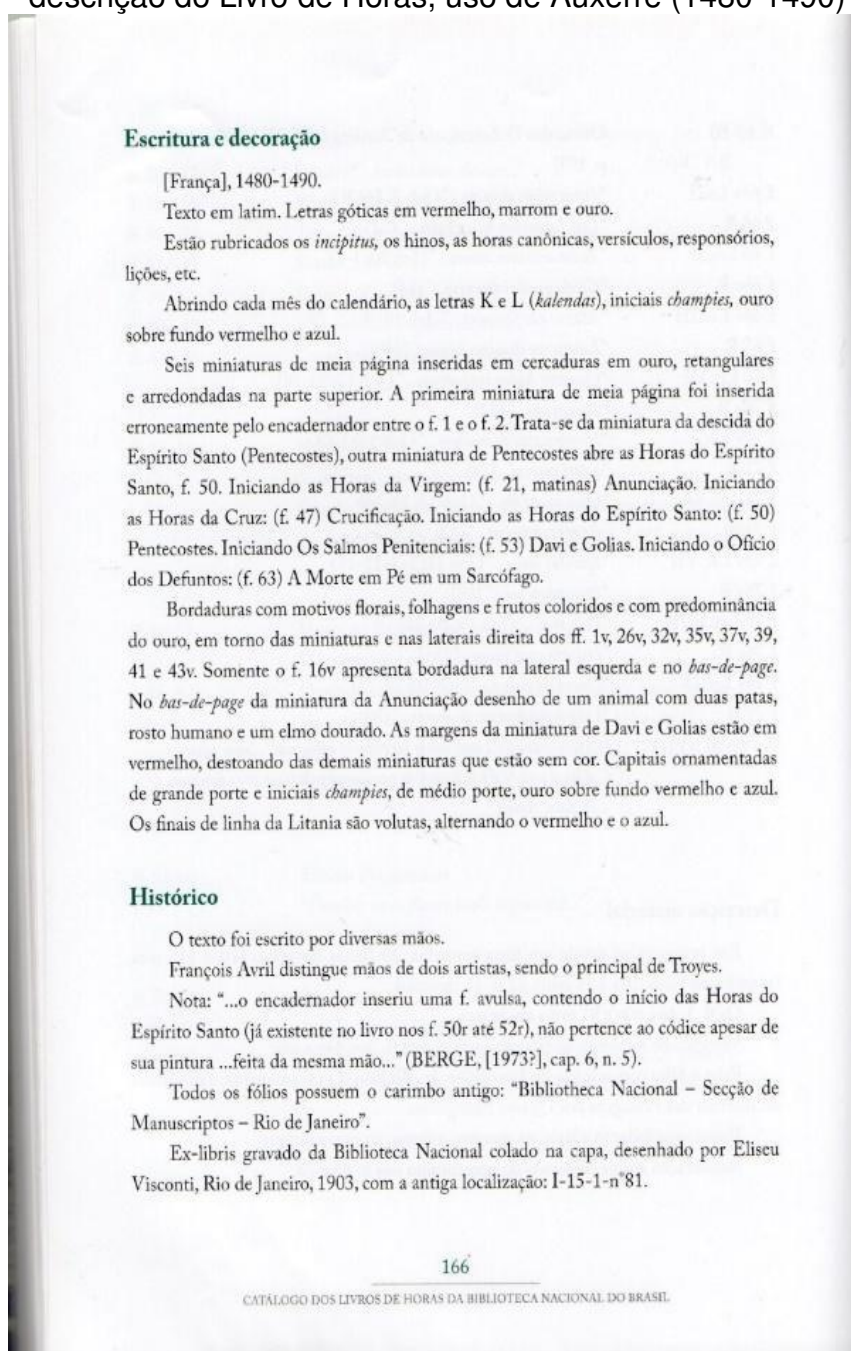 descrição do Livro de Horas, uso de Auxerre (1480-1490)
Escritura e decoração
[França], 1480-1490.
Texto em latim. Letras góticas em vermelho, marrom e ouro.
Estão rubricados os incipitus, os hinos, as horas canônicas, versículos, responsórios,
lições, etc.
Abrindo cada mês do calendário, as letras K e L (kalendas), iniciais champies, ouro
sobre fundo vermelho e azul.
Seis miniaturas de meia página inseridas em cercaduras em ouro, retangulares
e arredondadas na parte superior. A primeira miniatura de meia página foi inserida
erroneamente pelo encadernador entre o f. 1 e o f. 2. Trata-se da miniatura da descida do
Espírito Santo (Pentecostes), outra miniatura de Pentecostes abre as Horas do Espírito
Santo, f. 50. Iniciando as Horas da Virgem: (f. 21, matinas) Anunciação. Iniciando
as Horas da Cruz: (f. 47) Crucificação. Iniciando as Horas do Espírito Santo: (f. 50)
Pentecostes. Iniciando Os Salmos Penitenciais: (f. 53) Davi e Golias. Iniciando o Ofício
dos Defuntos: (f. 63) A Morte em Pé em um Sarcófago.
Bordaduras com motivos florais, folhagens e frutos coloridos e com predominância
do ouro, em torno das miniaturas e nas laterais direita dos ff. 1v, 26v, 32v, 35v, 37v, 39,
41 e 43v. Somente o f. 16v apresenta bordadura na lateral esquerda e no bas-de-page.
No bas-de-page da miniatura da Anunciação desenho de um animal com duas patas,
rosto humano e um elmo dourado. As margens da miniatura de Davi e Golias estão em
vermelho, destoando das demais miniaturas que estão sem cor. Capitais ornamentadas
de grande porte e iniciais champies, de médio porte, ouro sobre fundo vermelho e azul.
Os finais de linha da Litania são volutas, alternando o vermelho e o azul.
Histórico
O texto foi escrito por diversas mãos.
François Avril distingue mãos de dois artistas, sendo o principal de Troyes.
Nota: “...o encadernador inseriu uma f. avulsa, contendo o início das Horas do
Espírito Santo (já existente no livro nos f. 50r até 52r), não pertence ao códice apesar de
sua pintura ...feita da mesma mão...” (BERGE, [1973?], cap. 6, n. 5).
Todos os fólios possuem o carimbo antigo: “Bibliotheca Nacional – Secção de
Manuscriptos – Rio de Janeiro”.
Ex-libris gravado da Biblioteca Nacional colado na capa, desenhado por Eliseu
Visconti, Rio de Janeiro, 1903, com a antiga localização: I-15-1-n°81.
166
CATÁLOGO DOS LIVROS DE HORAS DA BIBLIOTECA NACIONAL DO BRASIL